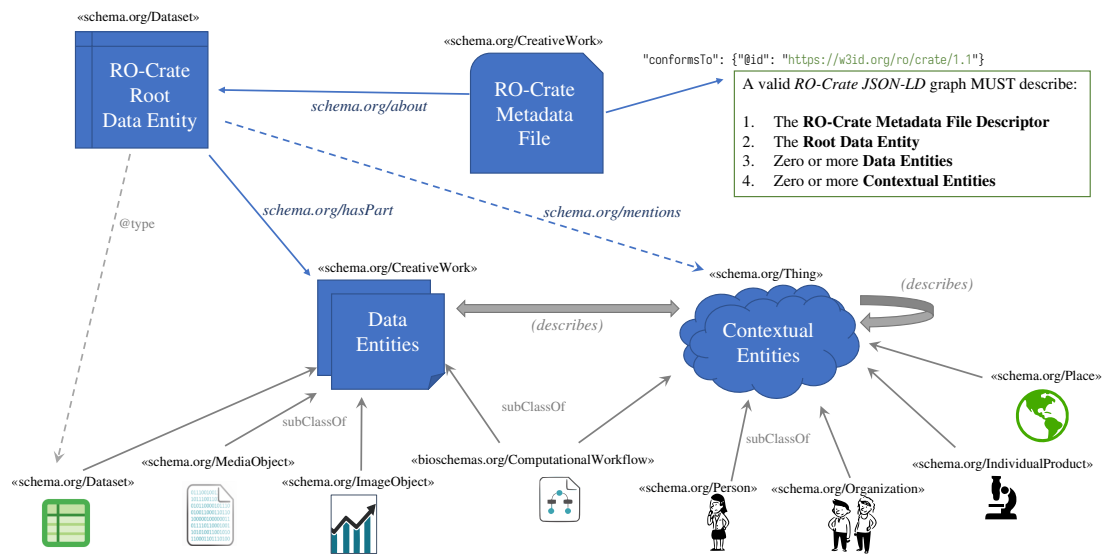 «schema.org/Dataset»
RO-Crate
Root
Data Entity
«schema.org/CreativeWork»
RO-Crate
Metadata
File
schema.org/about
"conformsTo": {"@id": "https://w3id.org/ro/crate/1.1"}
A valid RO-Crate JSON-LD graph MUST describe:
1. The RO-Crate Metadata File Descriptor
2. The Root Data Entity
3. Zero or more Data Entities
4. Zero or more Contextual Entities
schema.org/hasPart
schema.org/mentions
@type
«schema.org/CreativeWork»
Data
Entities
(describes)
«schema.org/Thing»
Contextual
Entities
(describes)
subClassOf
subClassOf
subClassOf
«schema.org/Place»
«schema.org/Dataset»
«schema.org/MediaObject»
«schema.org/ImageObject»
«bioschemas.org/ComputationalWorkflow»
«schema.org/Person»
«schema.org/Organization»
«schema.org/IndividualProduct»